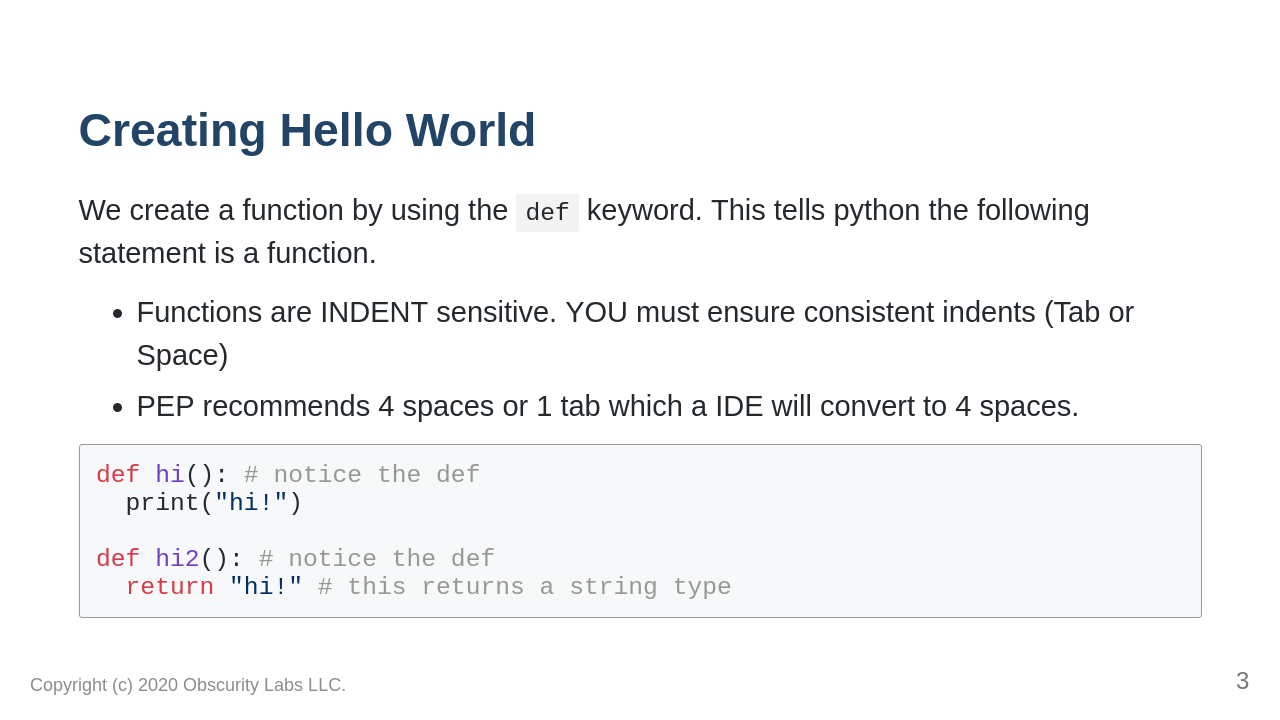 Creating Hello World
We create a function by using the def keyword. This tells python the following
statement is a function.
• Functions are INDENT sensitive. YOU must ensure consistent indents (Tab or
Space)
• PEP recommends 4 spaces or 1 tab which a IDE will convert to 4 spaces.
def hi(): # notice the def
  print("hi!")
def hi2(): # notice the def
  return "hi!" # this returns a string type
Copyright (c) 2020 Obscurity Labs LLC.
3